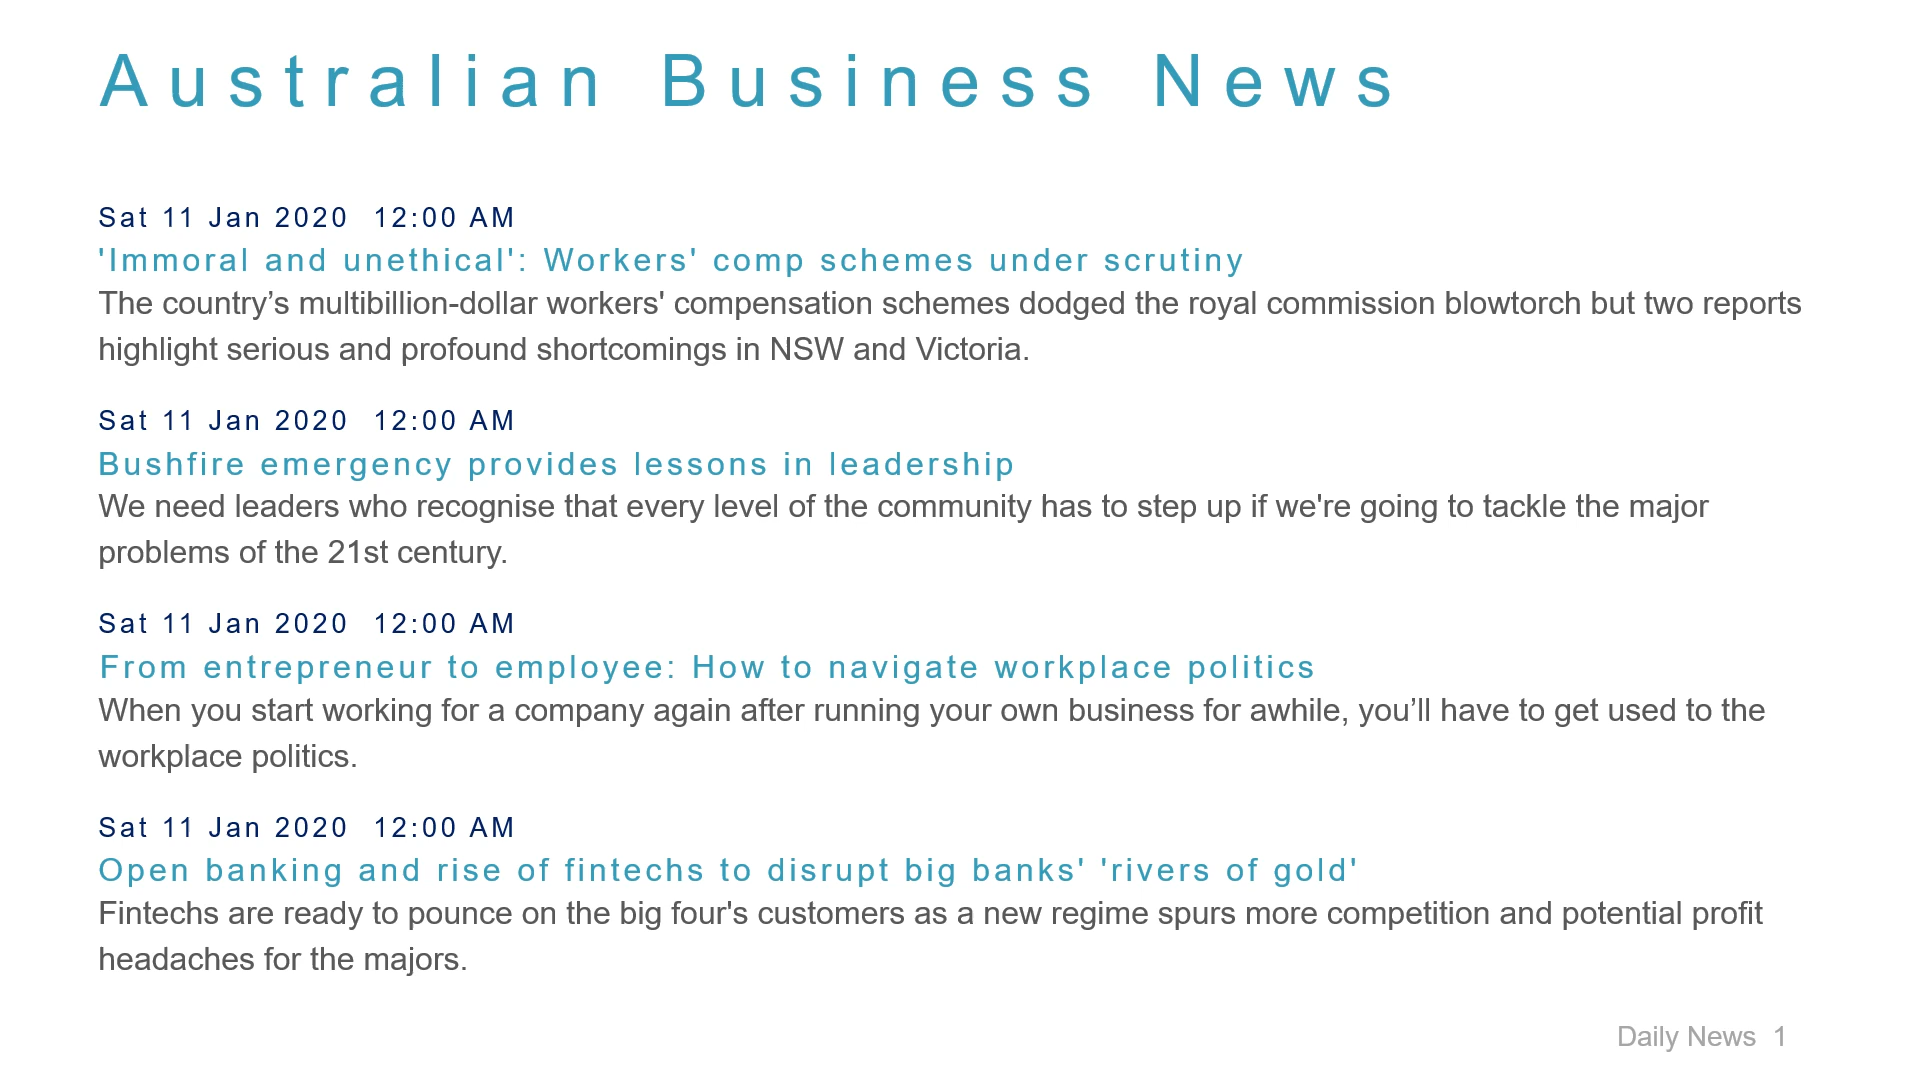 Australian Business News
Sat 11 Jan 2020  12:00 AM
'Immoral and unethical': Workers' comp schemes under scrutiny
The country’s multibillion-dollar workers' compensation schemes dodged the royal commission blowtorch but two reports
highlight serious and profound shortcomings in NSW and Victoria.
Sat 11 Jan 2020  12:00 AM
Bushfire emergency provides lessons in leadership
We need leaders who recognise that every level of the community has to step up if we're going to tackle the major
problems of the 21st century.
Sat 11 Jan 2020  12:00 AM
From entrepreneur to employee: How to navigate workplace politics
When you start working for a company again after running your own business for awhile, you’ll have to get used to the
workplace politics.
Sat 11 Jan 2020  12:00 AM
Open banking and rise of fintechs to disrupt big banks' 'rivers of gold'
Fintechs are ready to pounce on the big four's customers as a new regime spurs more competition and potential profit
headaches for the majors.
Daily News  1